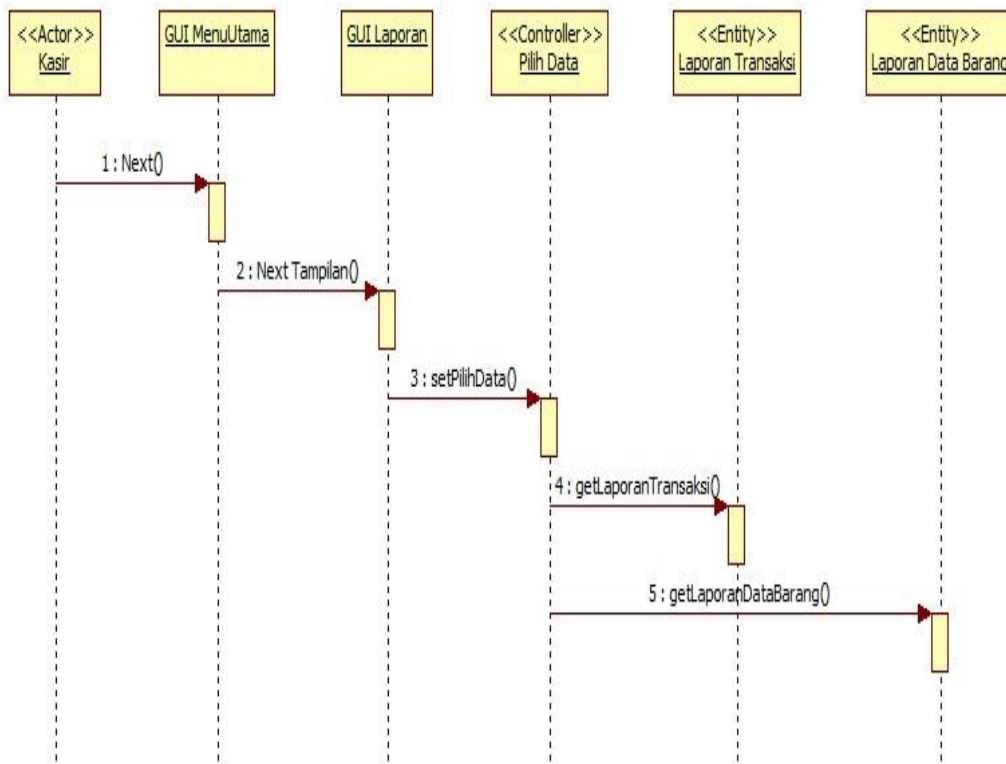 <<Actor>>
Kasir
GUI MenuUtama
GUI Laporan
<<Controller>>
Pilih Data
<<Entity>>
Laporan Transaksi
<<Entity>>
Laporan Data Barang
1 : Next()
2 : Next Tampilan()
3 : setPilihData()
4 : getLaporanTransaksi()
5 : getLaporanDataBarang()